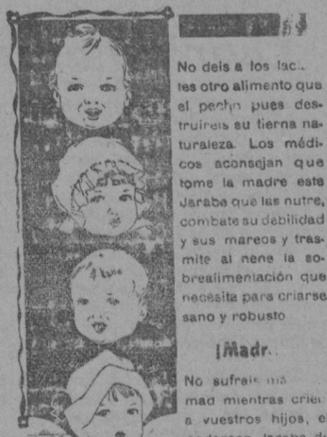 No deis a los
tes otro alimento que
el pecho pues des-
truireis su tierna na-
turaleza. Los médi-
cos aconsejan que
tome la madre este
Jarabe que las nutre,
combate su debilidad
y sus mareos y tras-
mite al nene la so-
brealimentación que
necesita para criarse
sano y robusto
¡Madr
No sufrais
mad mientras
a vuestros hijos,